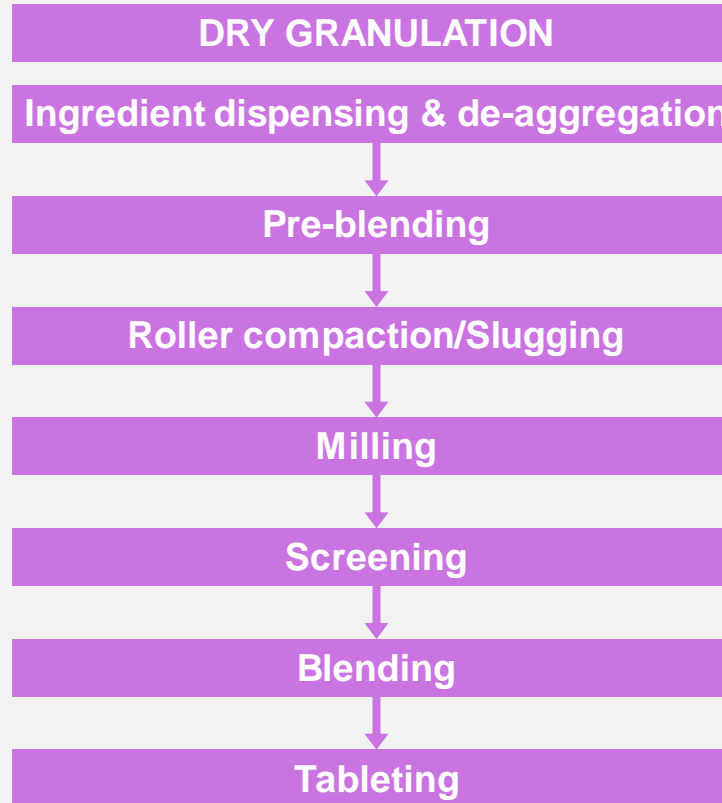 DRY GRANULATION
Ingredient dispensing & de-aggregation
Pre-blending
Roller compaction/Slugging
Milling
Screening
Blending
Tableting